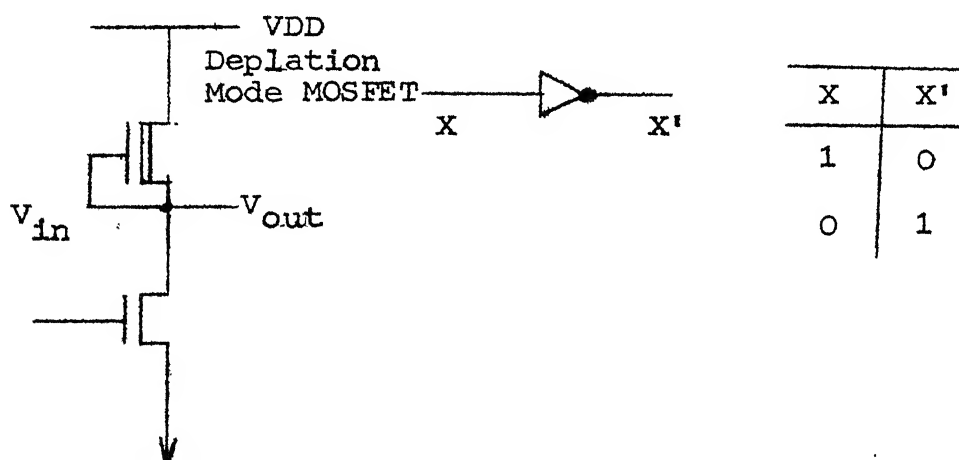 VDD
Deplation
Mode MOSFET
X
X'
Vin
Vout
X X'
1 0
0 1